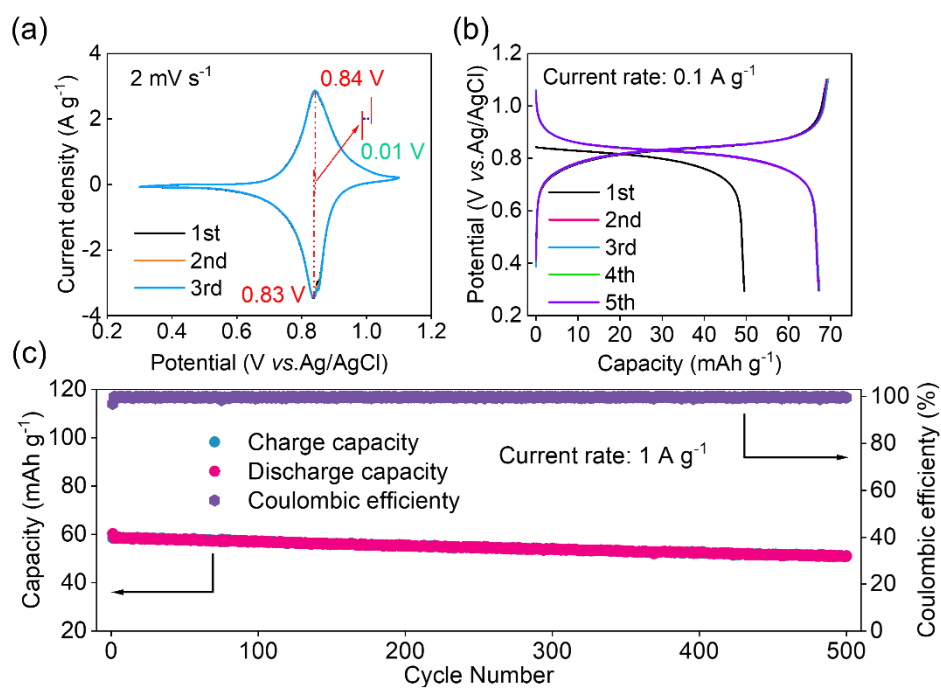 (a)
2 mV s⁻¹
0.84 V
0.01 V
0.83 V
1st
2nd
3rd
4
2
0
-2
-4
0.2
0.4
0.6
0.8
1.0
1.2
Current density (A g⁻¹)
Potential (V vs.Ag/AgCl)
(b)
Current rate: 0.1 A g⁻¹
1st
2nd
3rd
4th
5th
1.2
1.0
0.8
0.6
0.4
0.2
0
10
20
30
40
50
60
70
Potential (V vs.Ag/AgCl)
Capacity (mAh g⁻¹)
(c)
Charge capacity
Discharge capacity
Coulombic efficienty
Current rate: 1 A g⁻¹
120
100
80
60
40
20
0
100
200
300
400
500
100
80
60
40
20
0
Capacity (mAh g⁻¹)
Cycle Number
Coulombic efficienty (%)